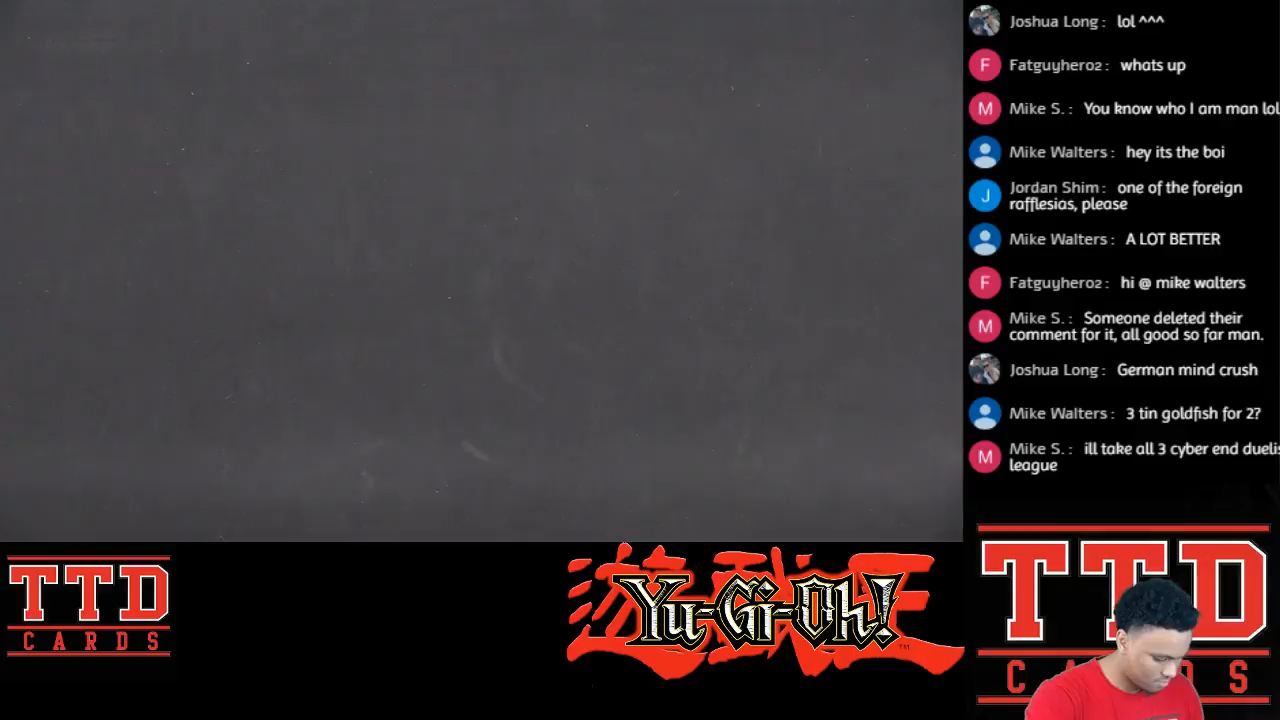 Joshua Long : lol ^^^
Fatguyhero2 : whats up
Mike S. : You know who I am man lol
Mike Walters : hey its the boi
Jordan Shim : one of the foreign
rafflesias, please
Mike Walters : A LOT BETTER
Fatguyhero2 : hi @ mike walters
Mike S. : Someone deleted their
comment for it, all good so far man.
Joshua Long : German mind crush
Mike Walters : 3 tin goldfish for 2?
Mike S. : ill take all 3 cyber end duelis
league
TTD
CARDS
Yu-Gi-Oh!
TM
TTD